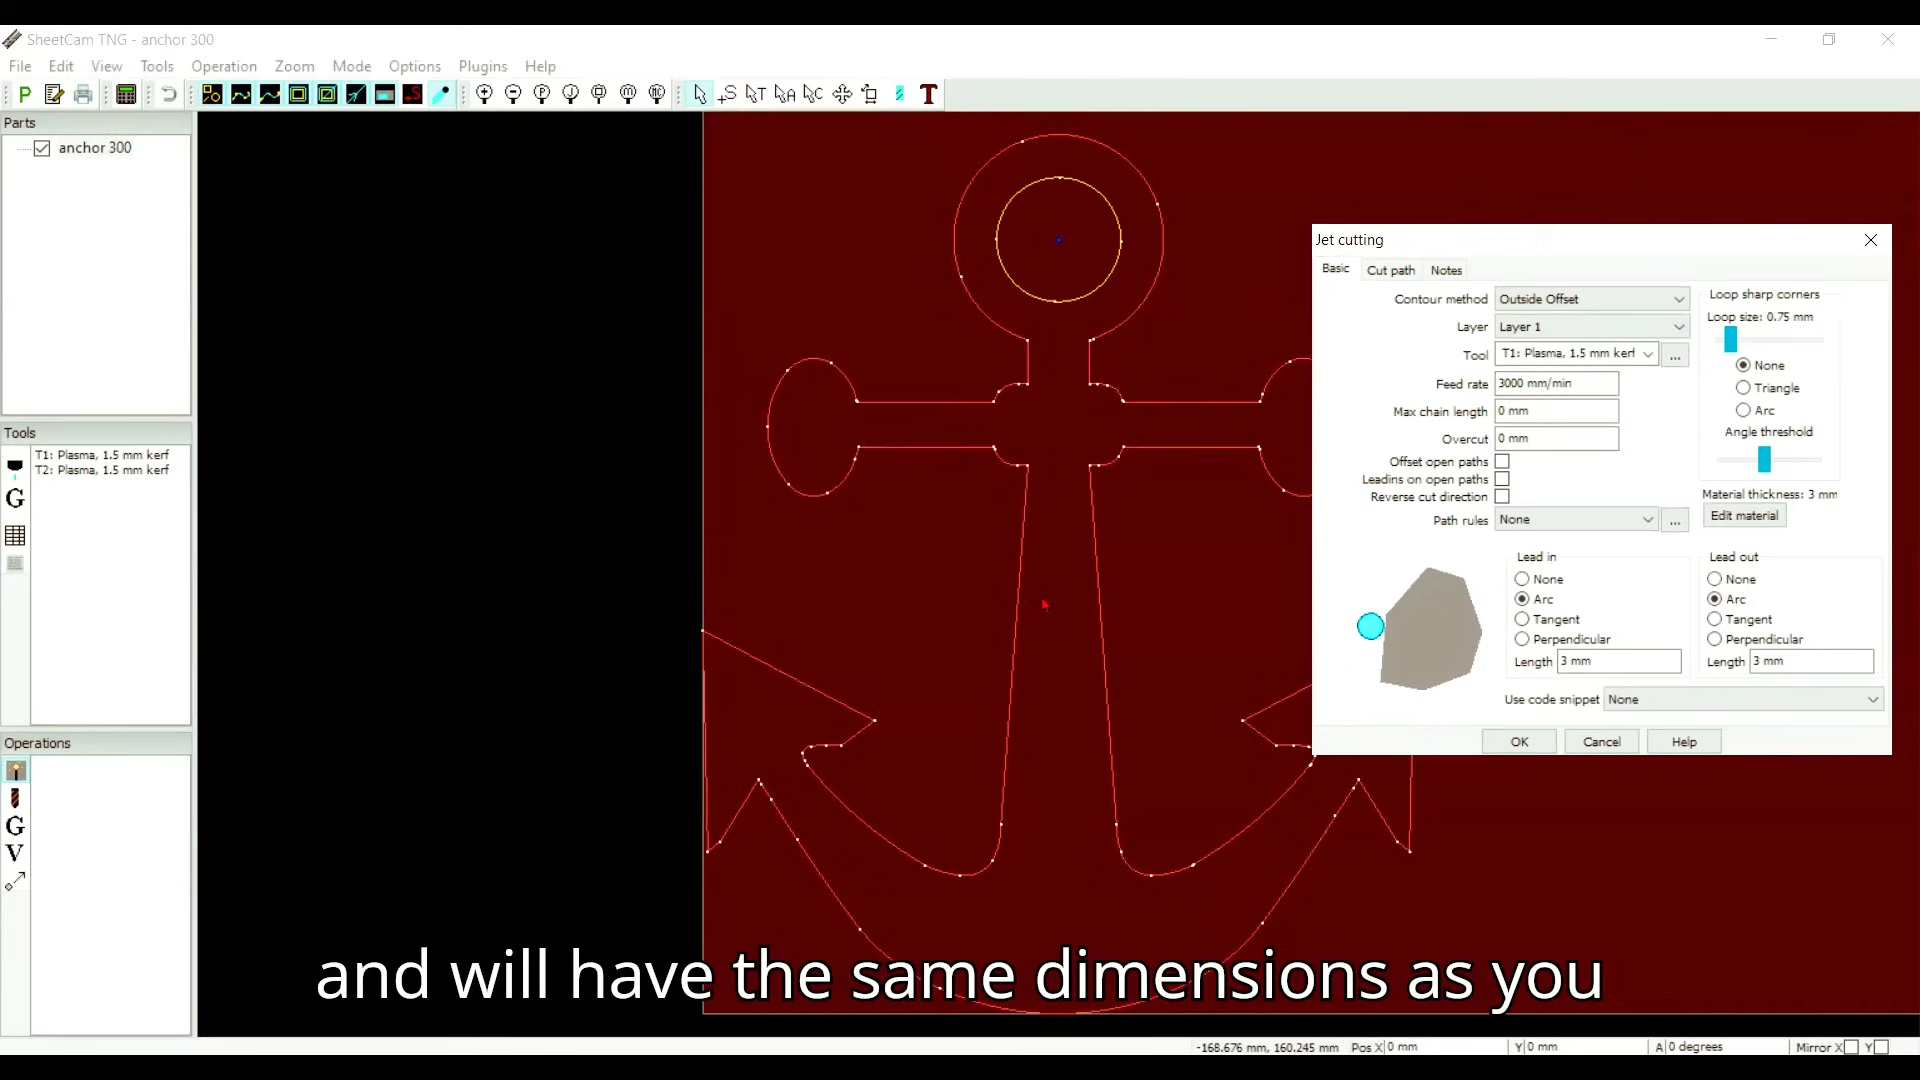 SheetCam TNG - anchor 300
File Edit View Tools Operation Zoom Mode Options Plugins Help
P
S T A C T
Parts
anchor 300
Tools
T1: Plasma, 1.5 mm kerf
T2: Plasma, 1.5 mm kerf
G
Operations
G
V
Jet cutting
Basic Cut path Notes
Contour method Outside Offset
Layer Layer 1
Tool T1: Plasma, 1.5 mm kerf ...
Feed rate 3000 mm/min
Max chain length 0 mm
Overcut 0 mm
Offset open paths
Leadins on open paths
Reverse cut direction
Path rules None ...
Loop sharp corners
Loop size: 0.75 mm
None
Triangle
Arc
Angle threshold
Material thickness: 3 mm
Edit material
Lead in
None
Arc
Tangent
Perpendicular
Length 3 mm
Lead out
None
Arc
Tangent
Perpendicular
Length 3 mm
Use code snippet None
OK Cancel Help
and will have the same dimensions as you
-168.676 mm, 160.245 mm Pos X 0 mm Y 0 mm A 0 degrees Mirror X Y